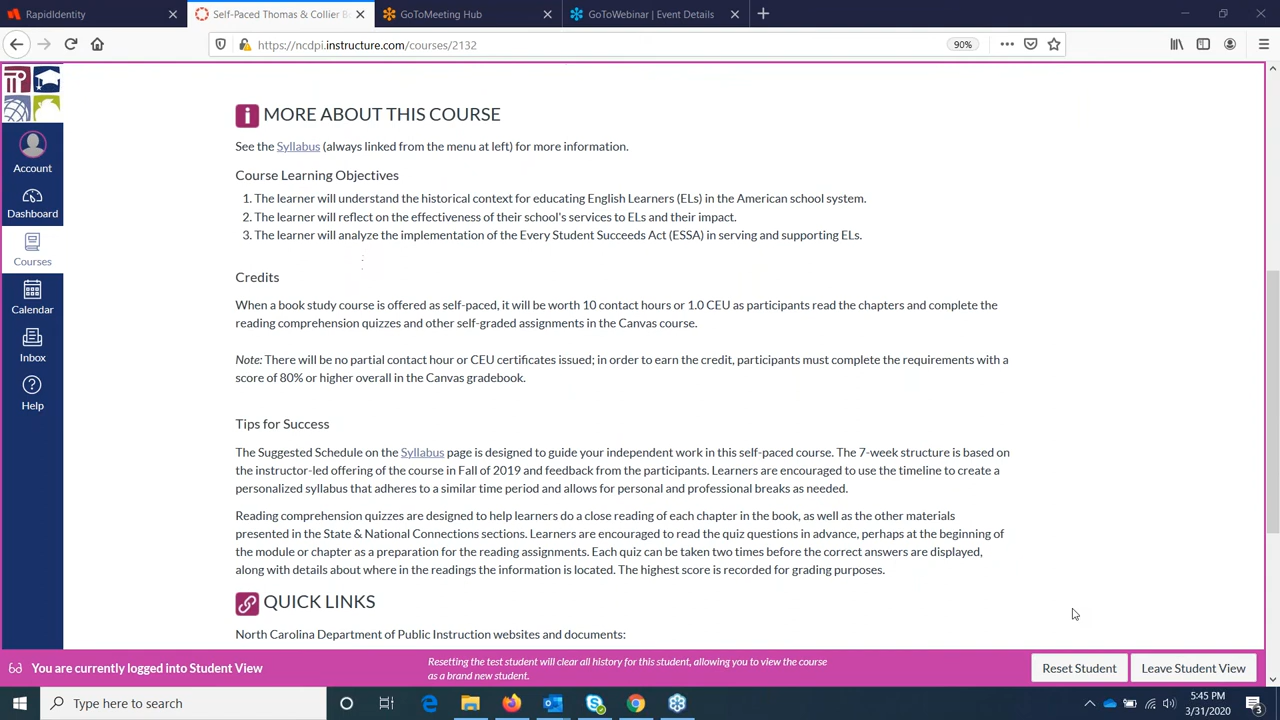 RapidIdentity
Self-Paced Thomas & Collier Be
GoToMeeting Hub
GoToWebinar | Event Details
https://ncdpi.instructure.com/courses/2132
90%
MORE ABOUT THIS COURSE
See the Syllabus (always linked from the menu at left) for more information.
Course Learning Objectives
1. The learner will understand the historical context for educating English Learners (ELs) in the American school system.
2. The learner will reflect on the effectiveness of their school's services to ELs and their impact.
3. The learner will analyze the implementation of the Every Student Succeeds Act (ESSA) in serving and supporting ELs.
Credits
When a book study course is offered as self-paced, it will be worth 10 contact hours or 1.0 CEU as participants read the chapters and complete the
reading comprehension quizzes and other self-graded assignments in the Canvas course.
Note: There will be no partial contact hour or CEU certificates issued; in order to earn the credit, participants must complete the requirements with a
score of 80% or higher overall in the Canvas gradebook.
Tips for Success
The Suggested Schedule on the Syllabus page is designed to guide your independent work in this self-paced course. The 7-week structure is based on
the instructor-led offering of the course in Fall of 2019 and feedback from the participants. Learners are encouraged to use the timeline to create a
personalized syllabus that adheres to a similar time period and allows for personal and professional breaks as needed.
Reading comprehension quizzes are designed to help learners do a close reading of each chapter in the book, as well as the other materials
presented in the State & National Connections sections. Learners are encouraged to read the quiz questions in advance, perhaps at the beginning of
the module or chapter as a preparation for the reading assignments. Each quiz can be taken two times before the correct answers are displayed,
along with details about where in the readings the information is located. The highest score is recorded for grading purposes.
QUICK LINKS
North Carolina Department of Public Instruction websites and documents:
Account
Dashboard
Courses
Calendar
Inbox
Help
You are currently logged into Student View
Resetting the test student will clear all history for this student, allowing you to view the course
as a brand new student.
Reset Student
Leave Student View
Type here to search
5:45 PM
3/31/2020
3